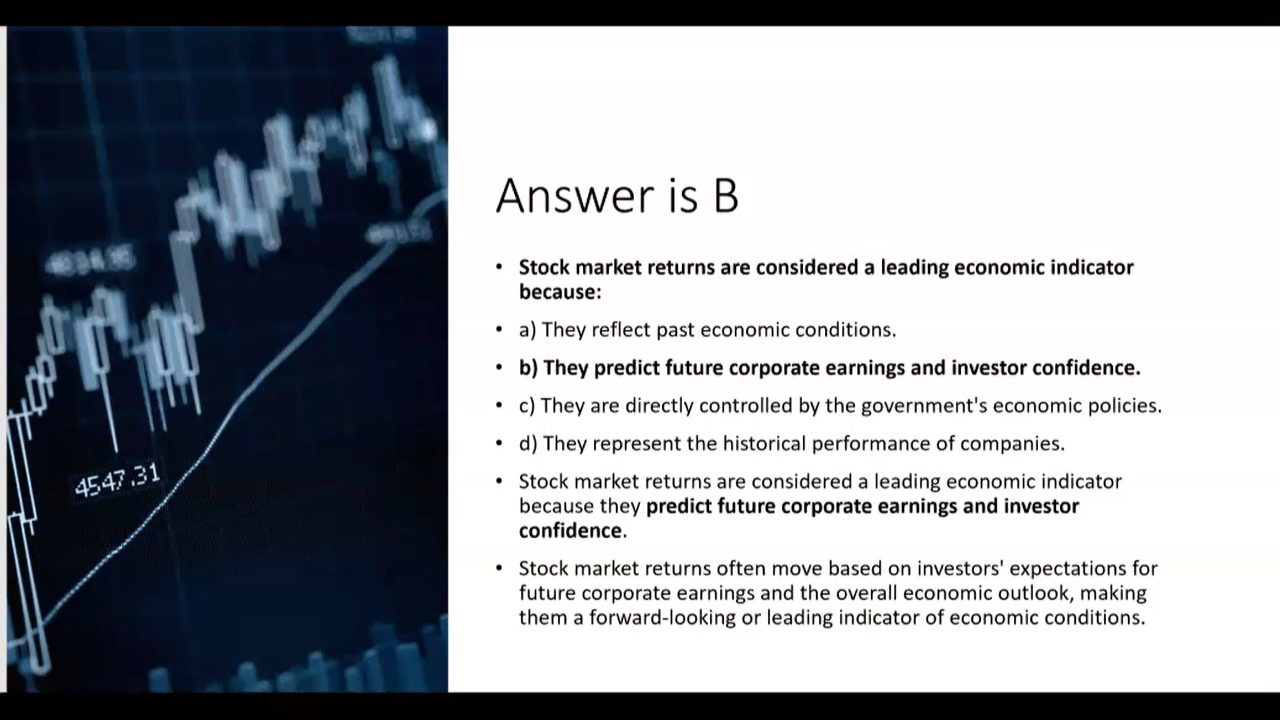 4547.31
Answer is B
• Stock market returns are considered a leading economic indicator
because:
• a) They reflect past economic conditions.
• b) They predict future corporate earnings and investor confidence.
• c) They are directly controlled by the government's economic policies.
• d) They represent the historical performance of companies.
• Stock market returns are considered a leading economic indicator
because they predict future corporate earnings and investor
confidence.
• Stock market returns often move based on investors' expectations for
future corporate earnings and the overall economic outlook, making
them a forward-looking or leading indicator of economic conditions.